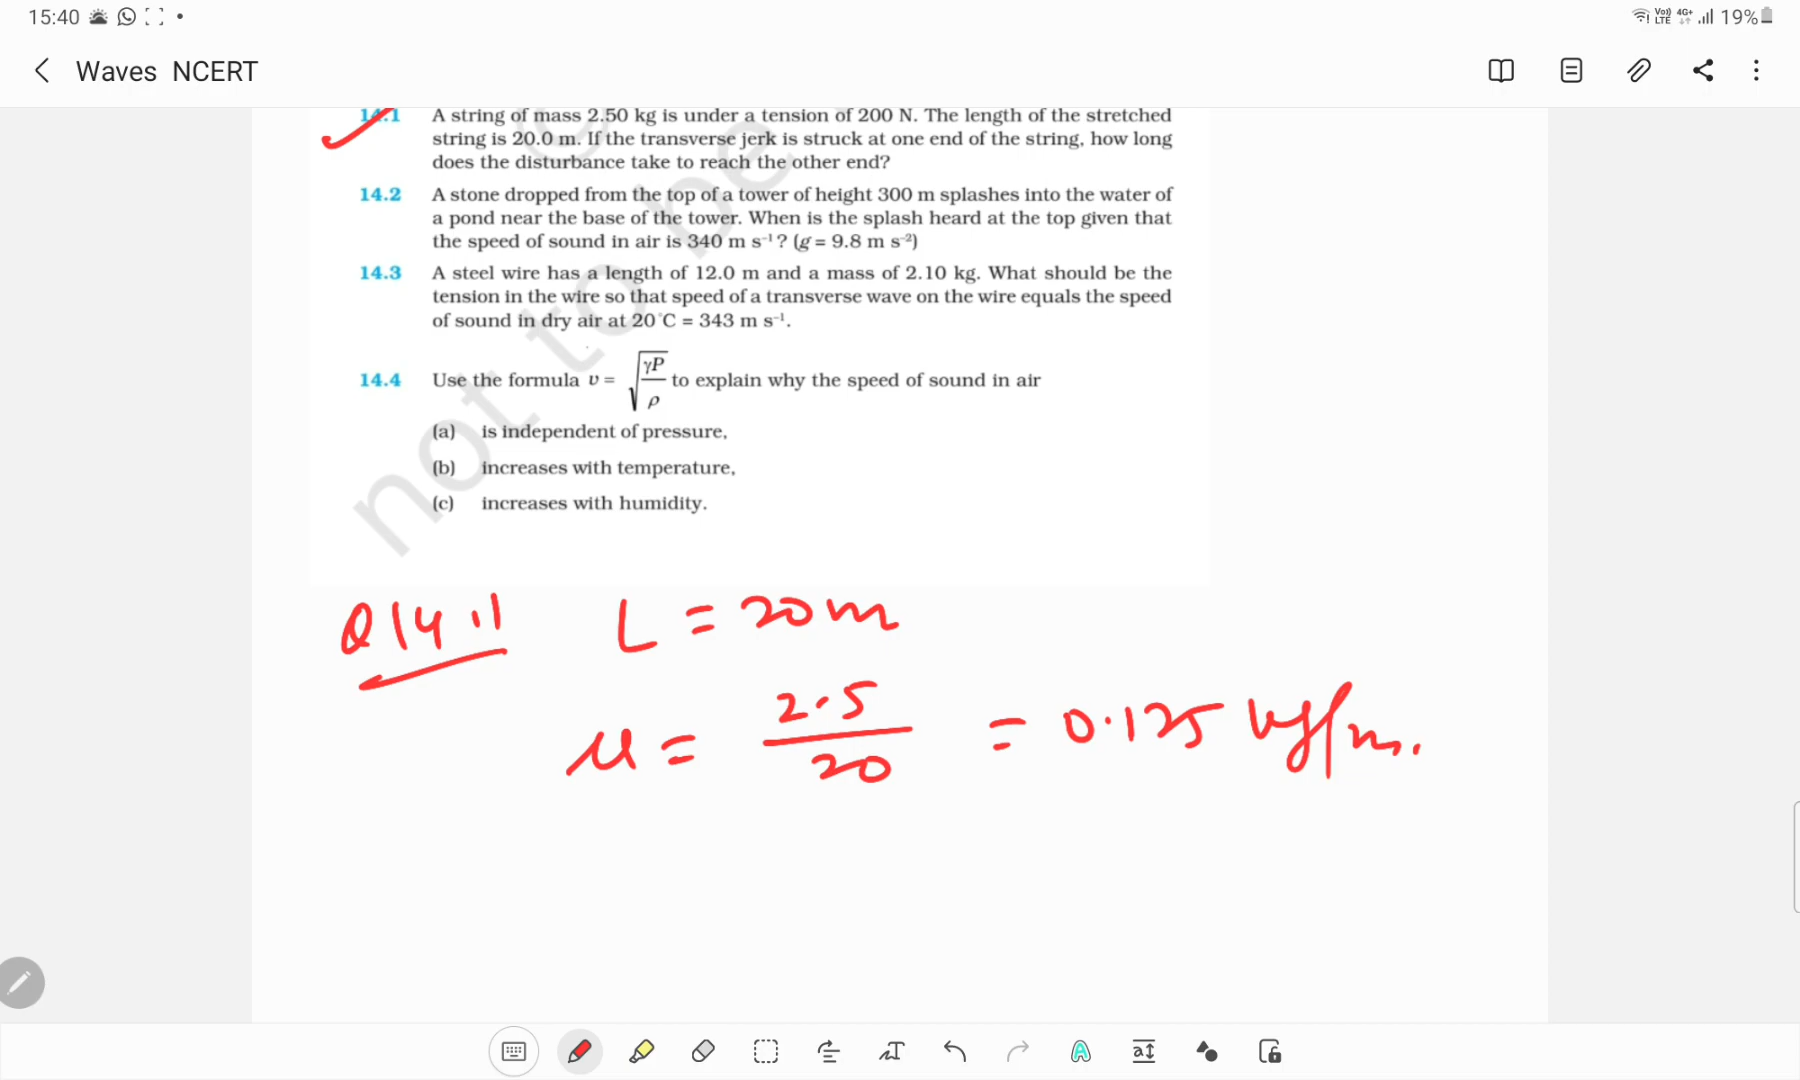 15:40
Vo)) LTE 4G+ 19%
Waves NCERT
14.1 A string of mass 2.50 kg is under a tension of 200 N. The length of the stretched
string is 20.0 m. If the transverse jerk is struck at one end of the string, how long
does the disturbance take to reach the other end?
14.2 A stone dropped from the top of a tower of height 300 m splashes into the water of
a pond near the base of the tower. When is the splash heard at the top given that
the speed of sound in air is 340 m s⁻¹? (g = 9.8 m s⁻²)
14.3 A steel wire has a length of 12.0 m and a mass of 2.10 kg. What should be the
tension in the wire so that speed of a transverse wave on the wire equals the speed
of sound in dry air at 20 °C = 343 m s⁻¹.
14.4 Use the formula v = √(γP/ρ) to explain why the speed of sound in air
(a) is independent of pressure,
(b) increases with temperature,
(c) increases with humidity.
not to be
Q14.1 L = 20m
μ = 2.5/20 = 0.125 kg/m.